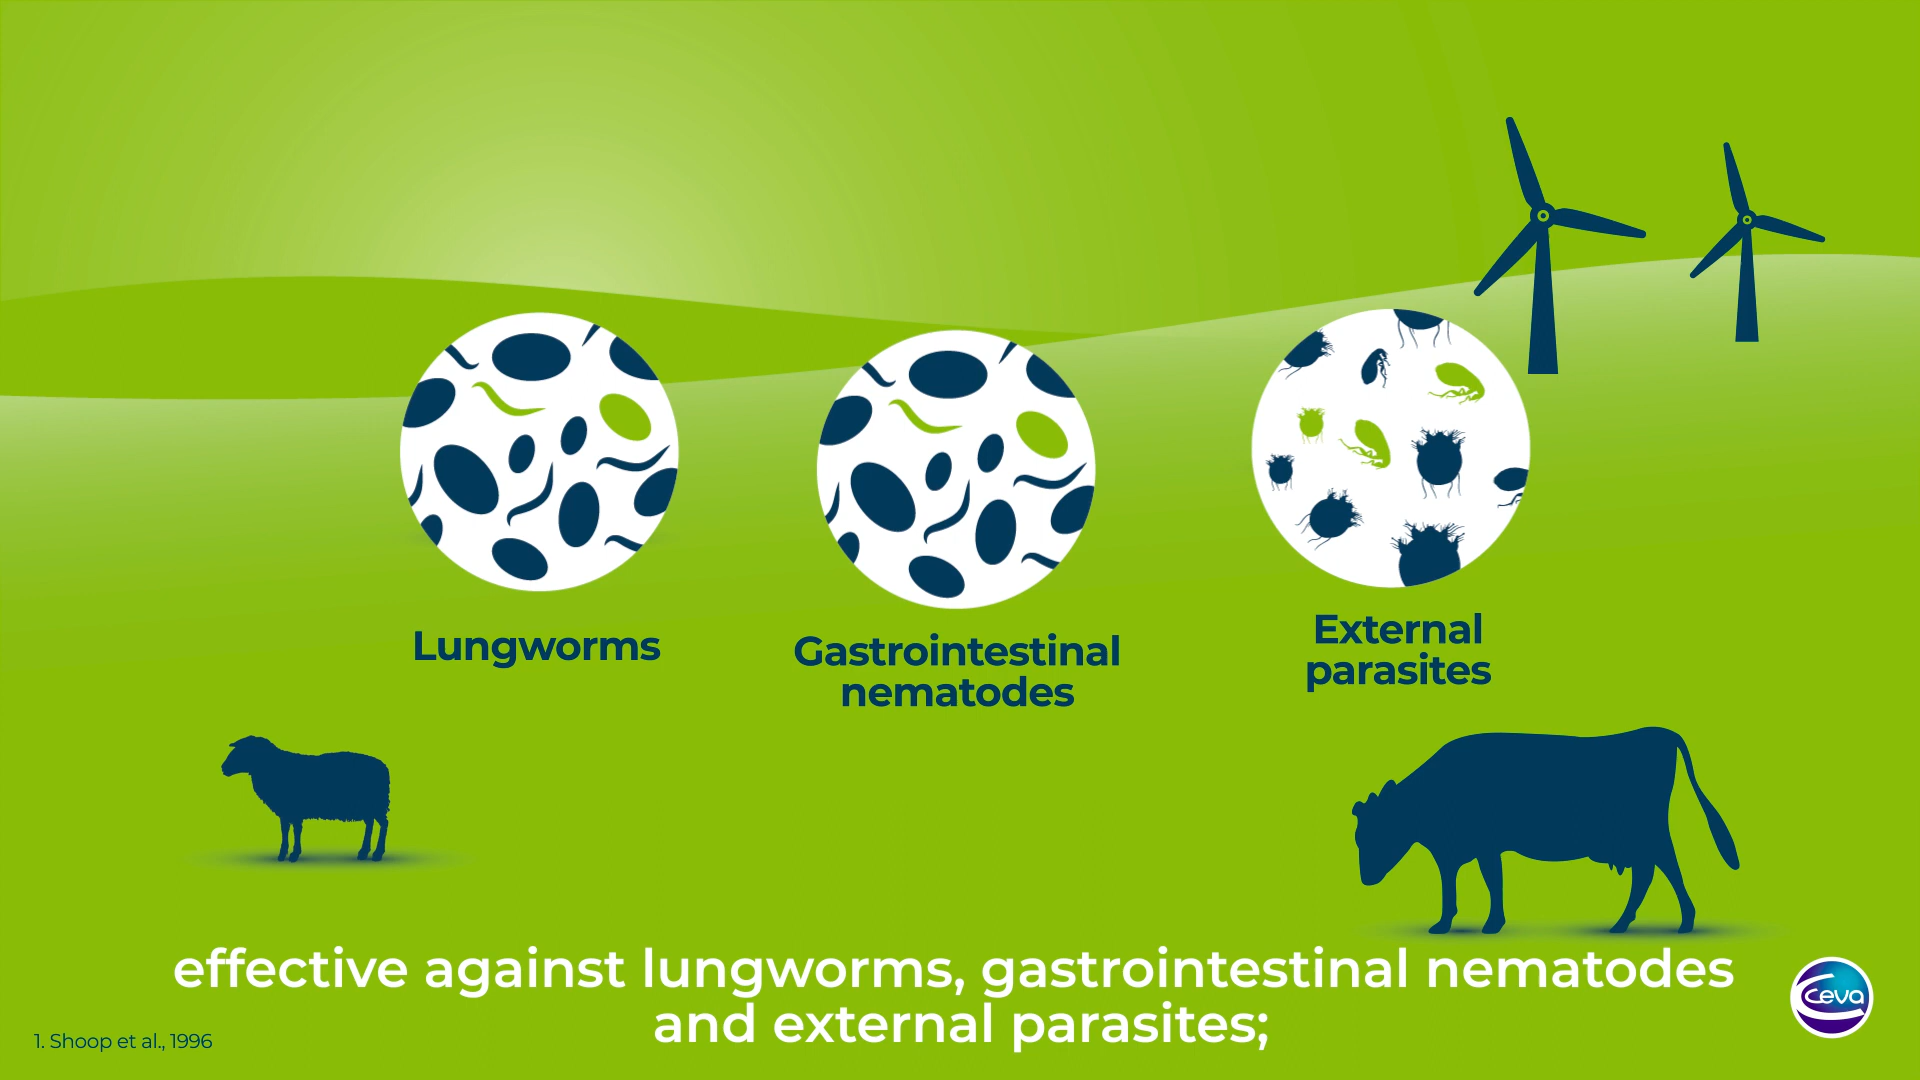 Lungworms
Gastrointestinal
nematodes
External
parasites
effective against lungworms, gastrointestinal nematodes
and external parasites;
1. Shoop et al., 1996
Ceva